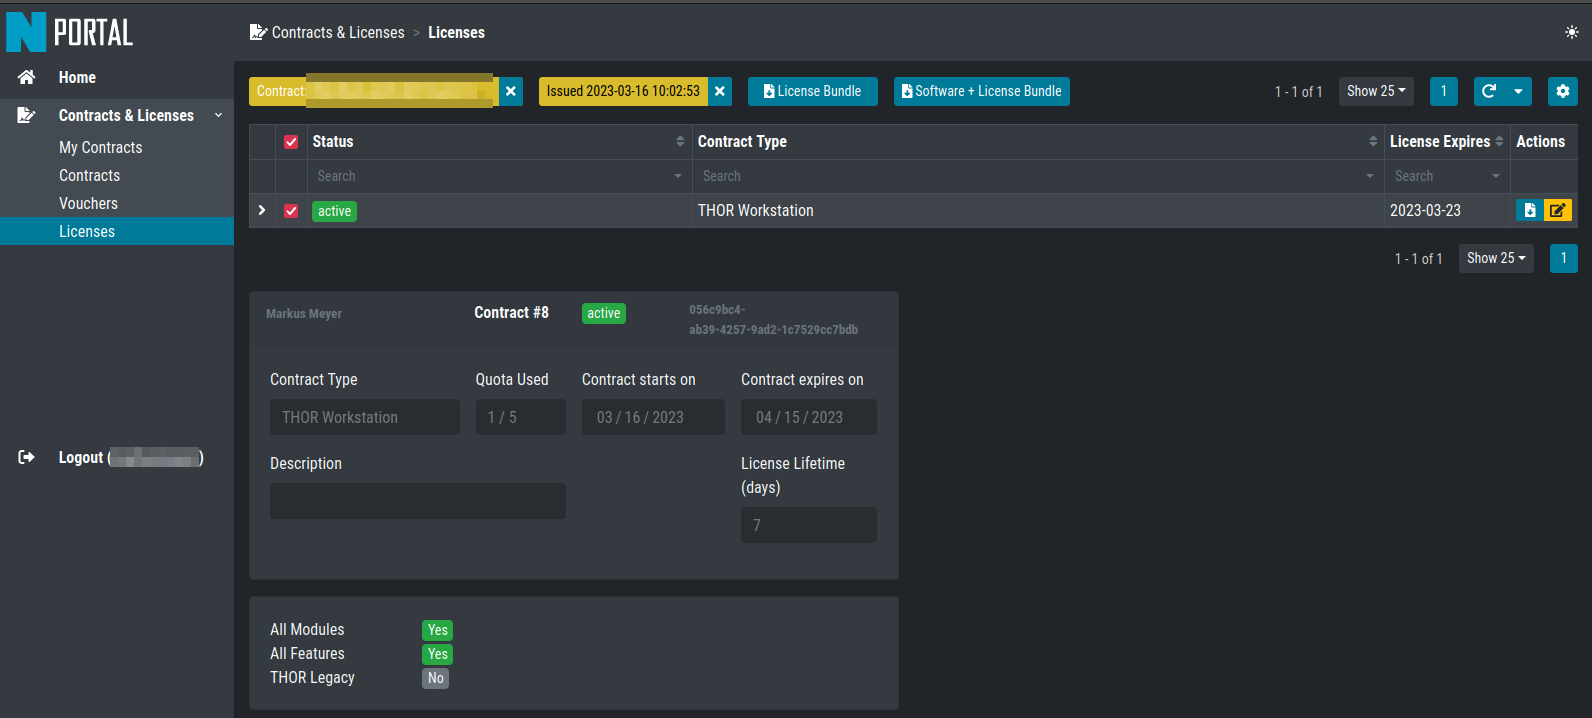 N PORTAL
Contracts & Licenses > Licenses
Home
Contracts & Licenses
My Contracts
Contracts
Vouchers
Licenses
Logout ( )
Contract:
Issued 2023-03-16 10:02:53
License Bundle
Software + License Bundle
1 - 1 of 1
Show 25
1
Status
Contract Type
License Expires
Actions
Search
Search
Search
active
THOR Workstation
2023-03-23
1 - 1 of 1
Show 25
1
Markus Meyer
Contract #8
active
056c9bc4-
ab39-4257-9ad2-1c7529cc7bdb
Contract Type
Quota Used
Contract starts on
Contract expires on
THOR Workstation
1 / 5
03 / 16 / 2023
04 / 15 / 2023
Description
License Lifetime
(days)
7
All Modules Yes
All Features Yes
THOR Legacy No